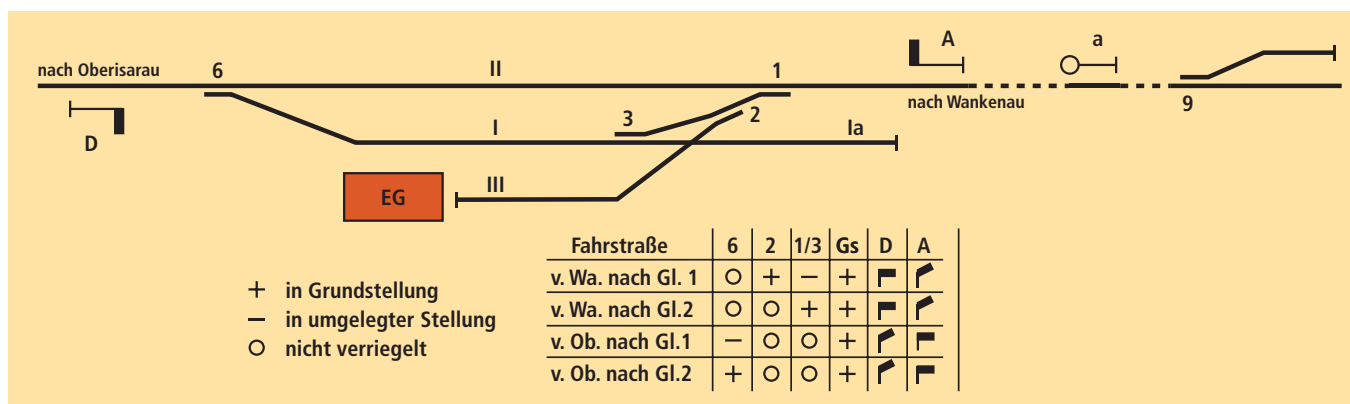 A
a
nach Oberisarau
6
II
1
nach Wankenau
9
3
2
D
I
Ia
EG
III
Fahrstraße 6 2 1/3 Gs D A
v. Wa. nach Gl. 1 O + – +
v. Wa. nach Gl.2 O O + +
v. Ob. nach Gl.1 – O O +
v. Ob. nach Gl.2 + O O +
+ in Grundstellung
– in umgelegter Stellung
O nicht verriegelt